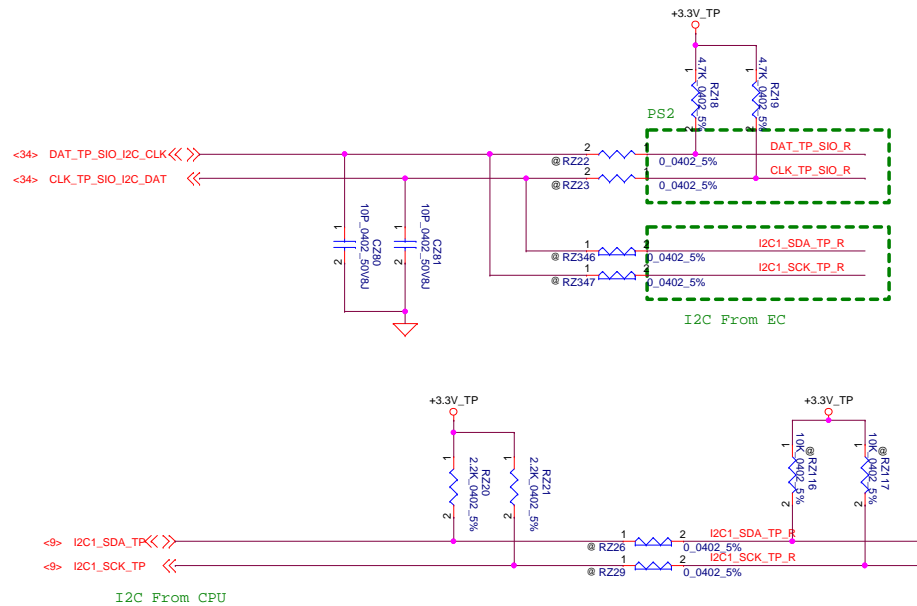 +3.3V_TP
4.7K_0402_5%
RZ18
4.7K_0402_5%
RZ19
1
1
2
2
PS2
<34> DAT_TP_SIO_I2C_CLK
2
1
DAT_TP_SIO_R
@ RZ22
0_0402_5%
<34> CLK_TP_SIO_I2C_DAT
2
1
CLK_TP_SIO_R
@ RZ23
0_0402_5%
10P_0402_50V8J
CZ80
1
2
10P_0402_50V8J
CZ81
1
2
1
2
I2C1_SDA_TP_R
@ RZ346
0_0402_5%
1
2
I2C1_SCK_TP_R
@ RZ347
0_0402_5%
I2C From EC
+3.3V_TP
+3.3V_TP
2.2K_0402_5%
RZ20
1
2
2.2K_0402_5%
RZ21
1
2
10K_0402_5%
@RZ116
1
2
10K_0402_5%
@RZ117
1
2
<9> I2C1_SDA_TP
1
2
I2C1_SDA_TP_R
@ RZ26
0_0402_5%
<9> I2C1_SCK_TP
1
2
I2C1_SCK_TP_R
@ RZ29
0_0402_5%
I2C From CPU